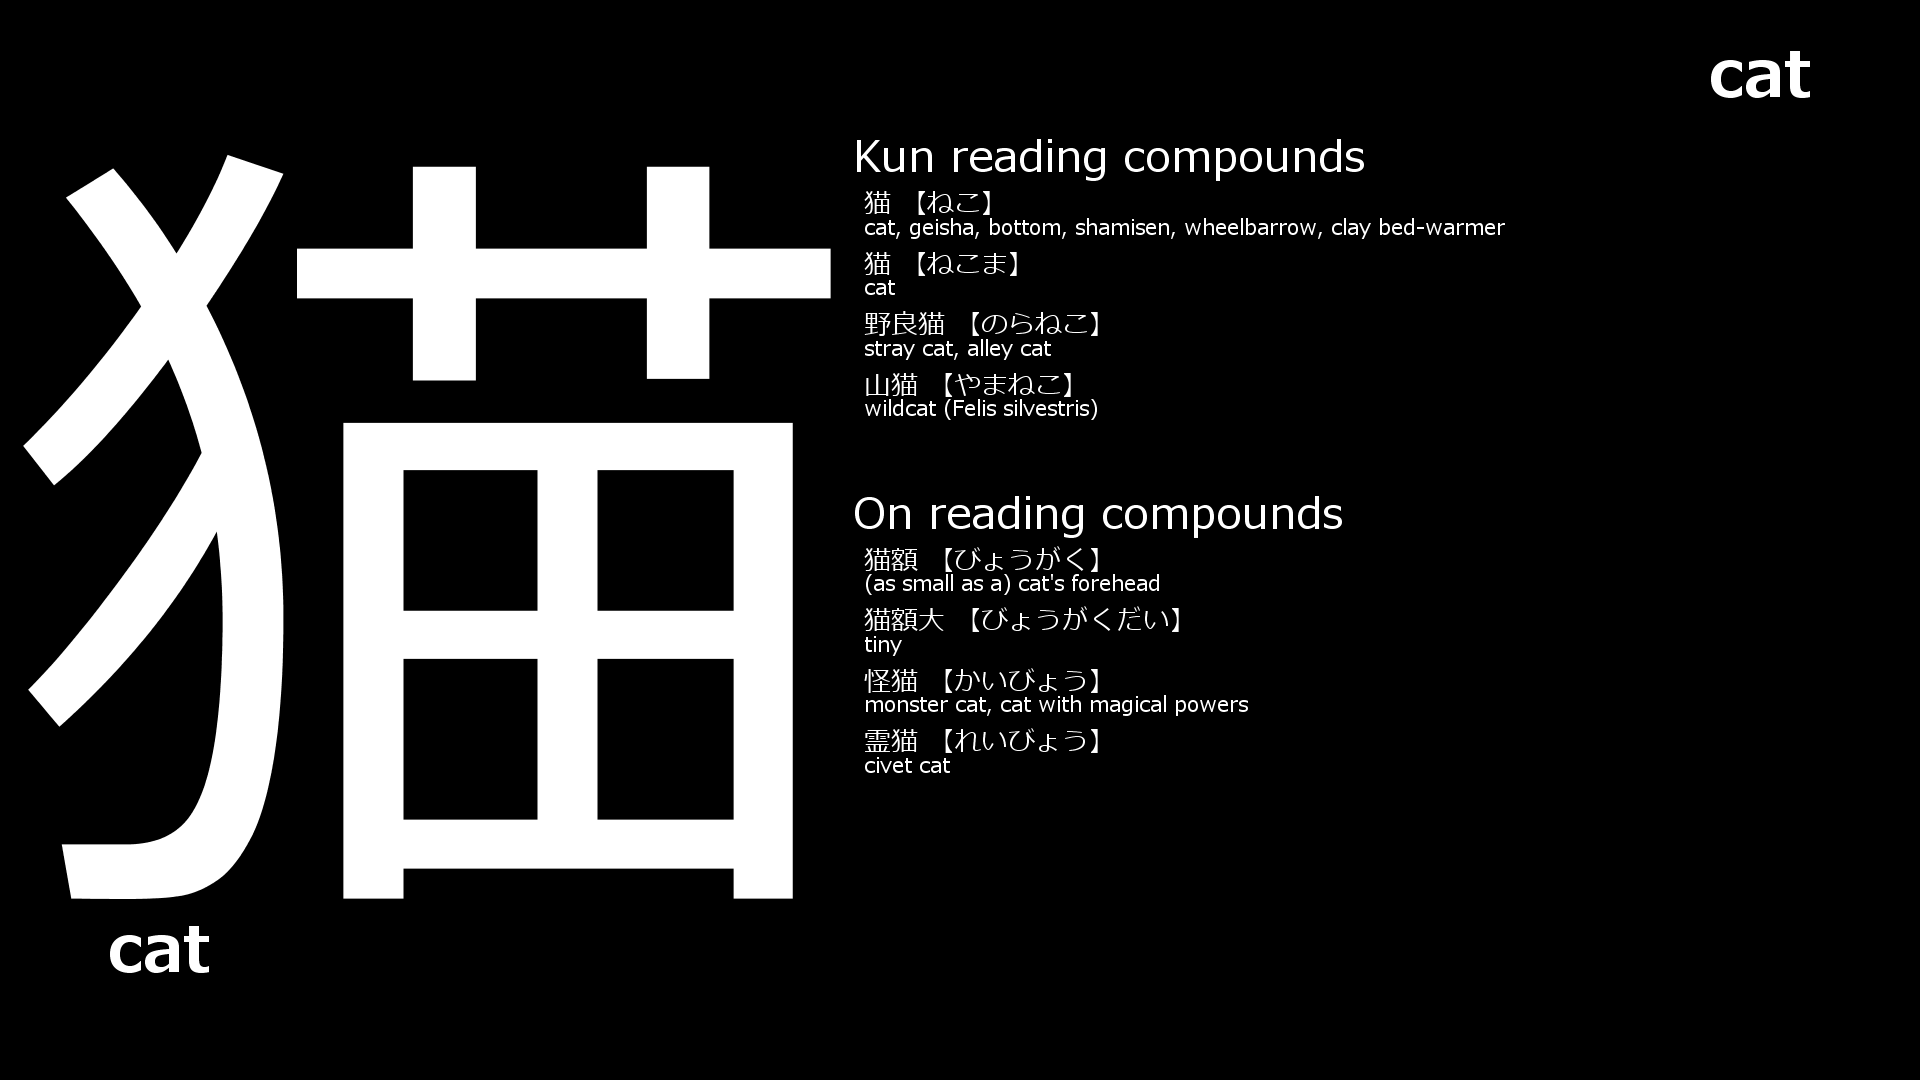 cat
猫
Kun reading compounds
猫 【ねこ】
cat, geisha, bottom, shamisen, wheelbarrow, clay bed-warmer
猫 【ねこま】
cat
野良猫 【のらねこ】
stray cat, alley cat
山猫 【やまねこ】
wildcat (Felis silvestris)
On reading compounds
猫額 【びょうがく】
(as small as a) cat's forehead
猫額大 【びょうがくだい】
tiny
怪猫 【かいびょう】
monster cat, cat with magical powers
霊猫 【れいびょう】
civet cat
cat